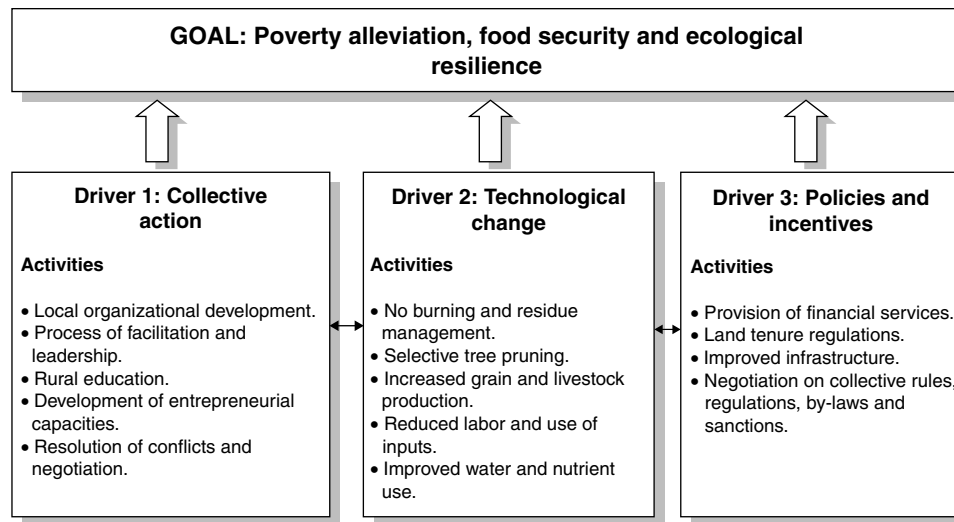 GOAL: Poverty alleviation, food security and ecological
resilience
Driver 1: Collective
action
Activities
• Local organizational development.
• Process of facilitation and
leadership.
• Rural education.
• Development of entrepreneurial
capacities.
• Resolution of conflicts and
negotiation.
Driver 2: Technological
change
Activities
• No burning and residue
management.
• Selective tree pruning.
• Increased grain and livestock
production.
• Reduced labor and use of
inputs.
• Improved water and nutrient
use.
Driver 3: Policies and
incentives
Activities
• Provision of financial services.
• Land tenure regulations.
• Improved infrastructure.
• Negotiation on collective rules,
regulations, by-laws and
sanctions.